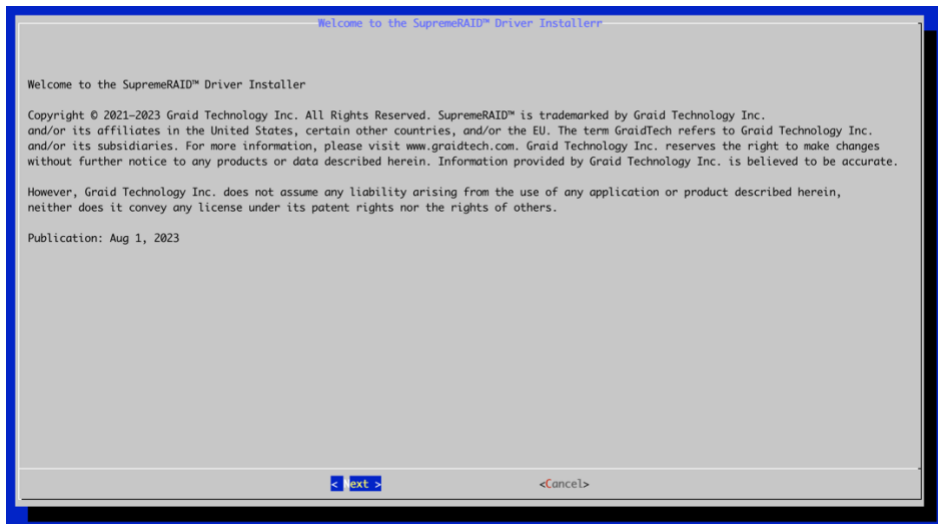 Welcome to the SupremeRAID™ Driver Installerr
Welcome to the SupremeRAID™ Driver Installer
Copyright © 2021–2023 Graid Technology Inc. All Rights Reserved. SupremeRAID™ is trademarked by Graid Technology Inc.
and/or its affiliates in the United States, certain other countries, and/or the EU. The term GraidTech refers to Graid Technology Inc.
and/or its subsidiaries. For more information, please visit www.graidtech.com. Graid Technology Inc. reserves the right to make changes
without further notice to any products or data described herein. Information provided by Graid Technology Inc. is believed to be accurate.
However, Graid Technology Inc. does not assume any liability arising from the use of any application or product described herein,
neither does it convey any license under its patent rights nor the rights of others.
Publication: Aug 1, 2023
< Next > <Cancel>